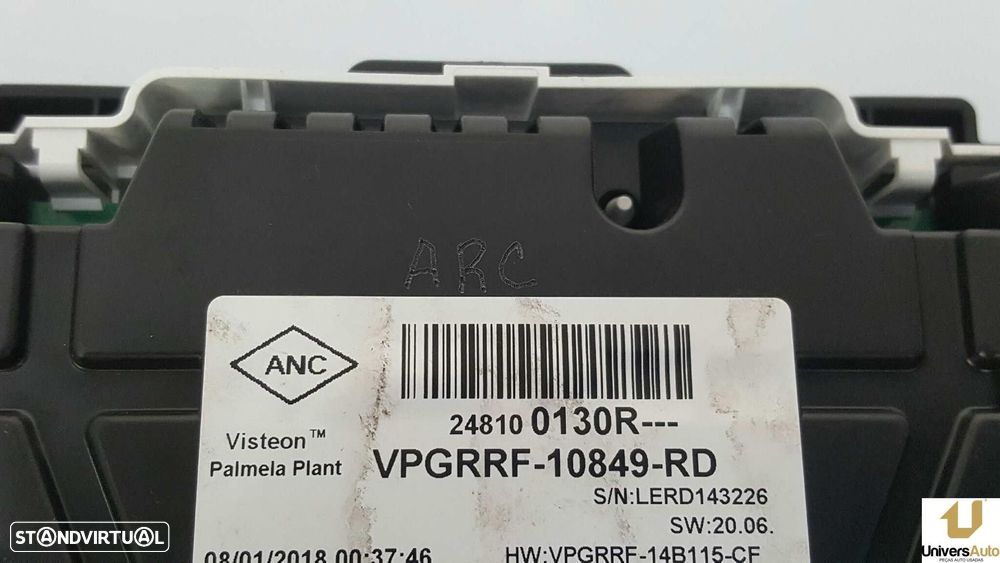 ARC
ANC
24810 0130R---
Visteon™
Palmela Plant
VPGRRF-10849-RD
S/N:LERD143226
SW:20.06.
08/01/2018 00:37:46
HW:VPGRRF-14B115-CF
STANDVIRTUAL
UniversAuto
PEÇAS AUTO USADAS